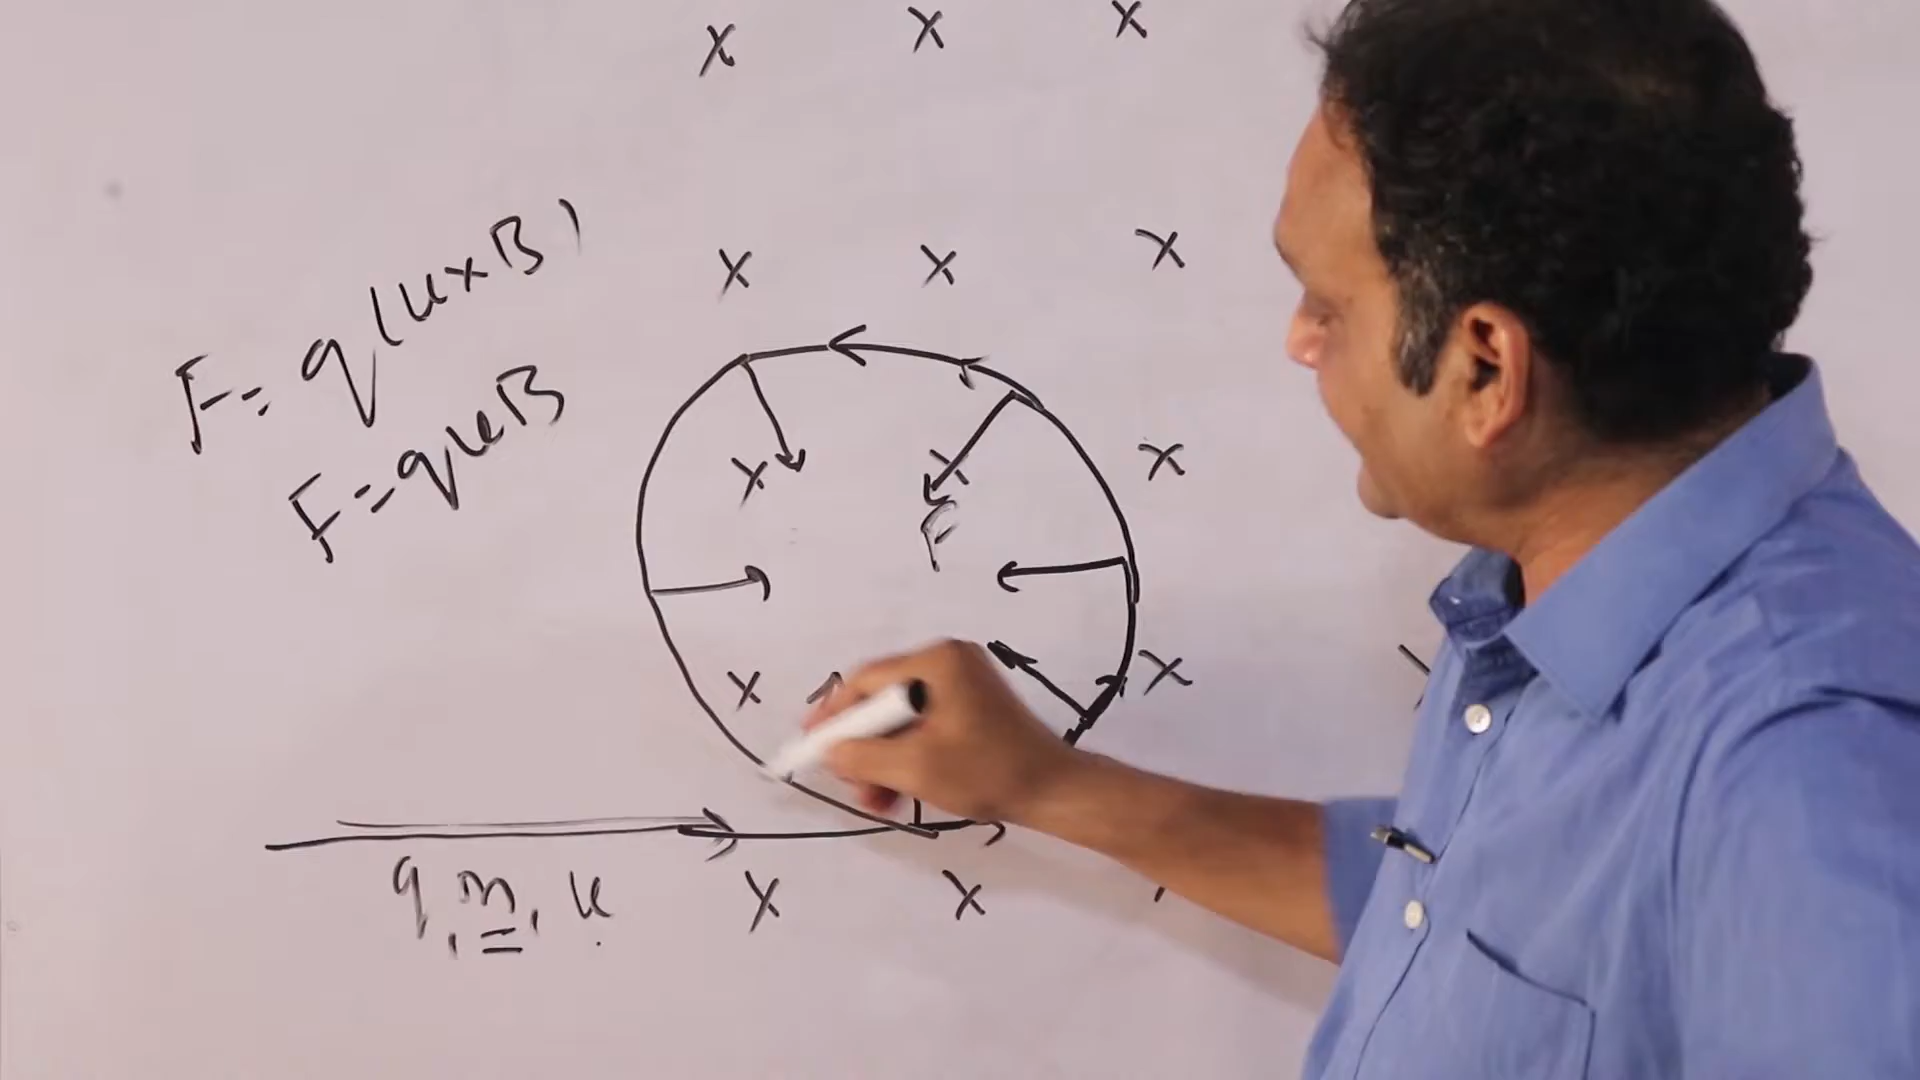 X X X
F = q(u×B)
X X X
F = quB
X X X
F
X X
q, m, u
X X